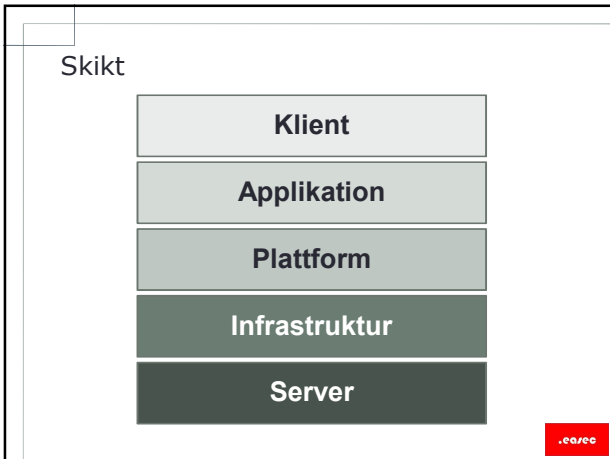 Skikt
Klient
Applikation
Plattform
Infrastruktur
Server
.easec